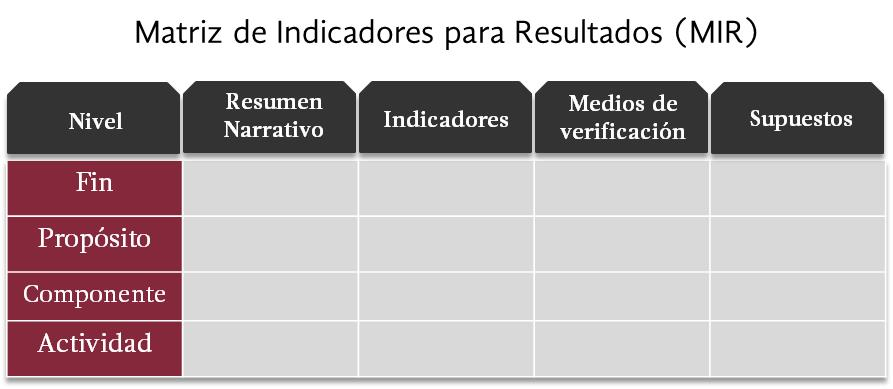 Matriz de Indicadores para Resultados (MIR)
Nivel
Resumen
Narrativo
Indicadores
Medios de
verificación
Supuestos
Fin
Propósito
Componente
Actividad